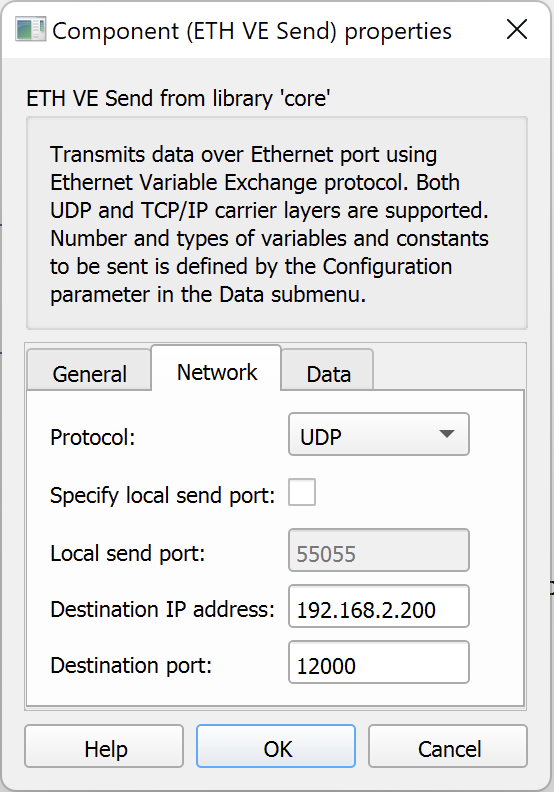 Component (ETH VE Send) properties
ETH VE Send from library 'core'
Transmits data over Ethernet port using
Ethernet Variable Exchange protocol. Both
UDP and TCP/IP carrier layers are supported.
Number and types of variables and constants
to be sent is defined by the Configuration
parameter in the Data submenu.
General Network Data
Protocol: UDP
Specify local send port:
Local send port: 55055
Destination IP address: 192.168.2.200
Destination port: 12000
Help OK Cancel